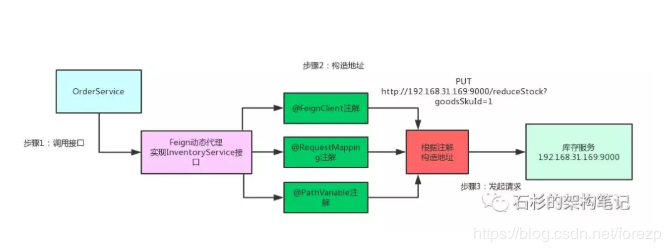 步骤2：构造地址
PUT
http://192.168.31.169:9000/reduceStock?
goodsSkuId=1
OrderService
@FeignClient注解
步骤1：调用接口
Feign动态代理
实现InventoryService接
口
@RequestMappin
g注解
根据注解
构造地址
库存服务
192.168.31.169:9000
@PathVariable注
解
步骤3：发起请求
石杉的架构笔记
https://blog.csdn.net/forezp